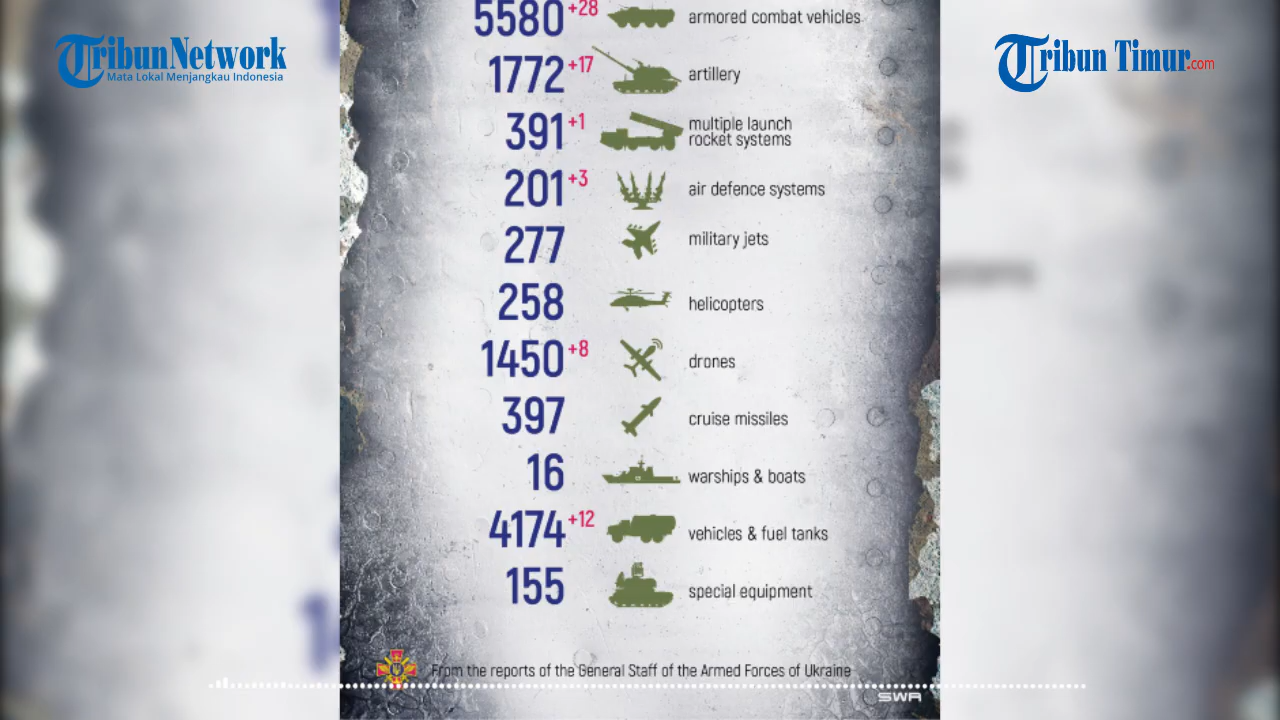 TribunNetwork
Mata Lokal Menjangkau Indonesia
Tribun Timur.com
5580 +28 armored combat vehicles
1772 +17 artillery
391 +1 multiple launch
rocket systems
201 +3 air defence systems
277 military jets
258 helicopters
1450 +8 drones
397 cruise missiles
16 warships & boats
4174 +12 vehicles & fuel tanks
155 special equipment
From the reports of the General Staff of the Armed Forces of Ukraine
SWA